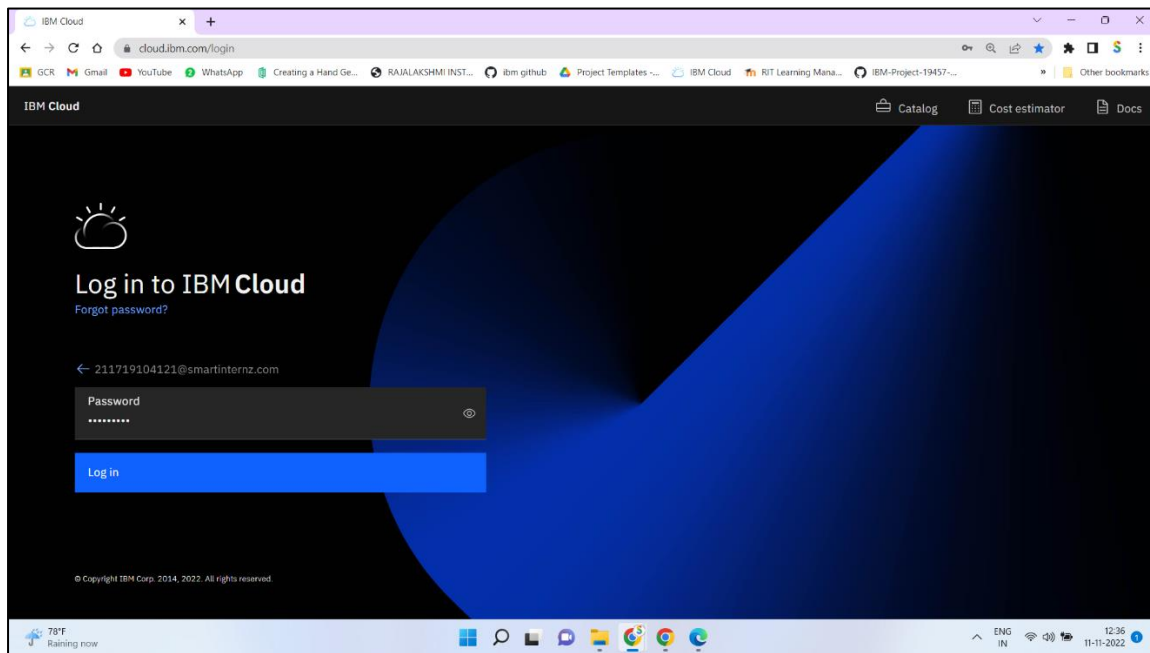 IBM Cloud
cloud.ibm.com/login
GCR Gmail YouTube WhatsApp Creating a Hand Ge... RAJALAKSHMI INST... ibm github Project Templates -... IBM Cloud RIT Learning Mana... IBM-Project-19457-... » Other bookmarks
IBM Cloud Catalog Cost estimator Docs
Log in to IBM Cloud
Forgot password?
211719104121@smartinternz.com
Password
•••••••••
Log in
© Copyright IBM Corp. 2014, 2022. All rights reserved.
78°F
Raining now
ENG
IN
12:36
11-11-2022
1